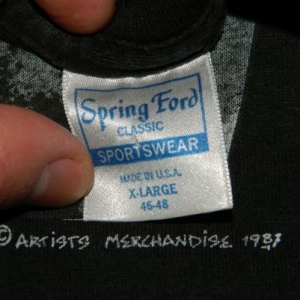 Spring Ford
CLASSIC
SPORTSWEAR
MADE IN U.S.A.
X-LARGE
46-48
© ARTISTS MERCHANDISE 1987